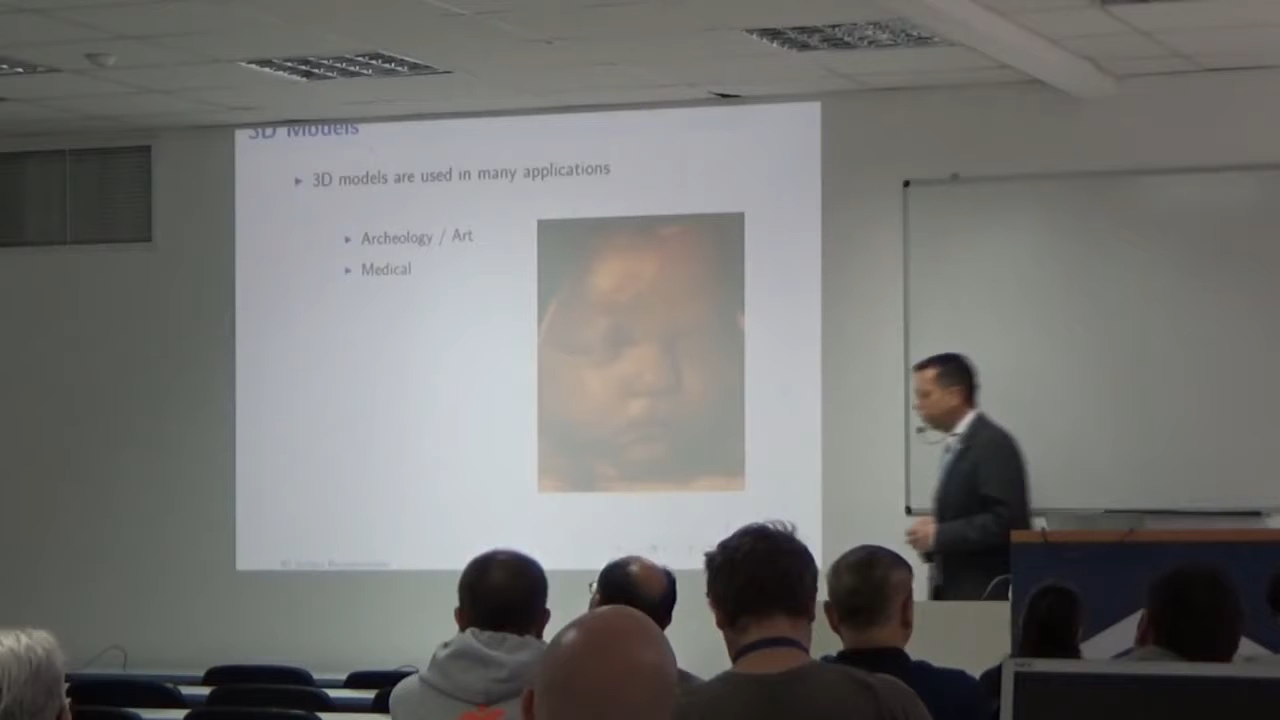 3D Models
3D models are used in many applications
Archeology / Art
Medical